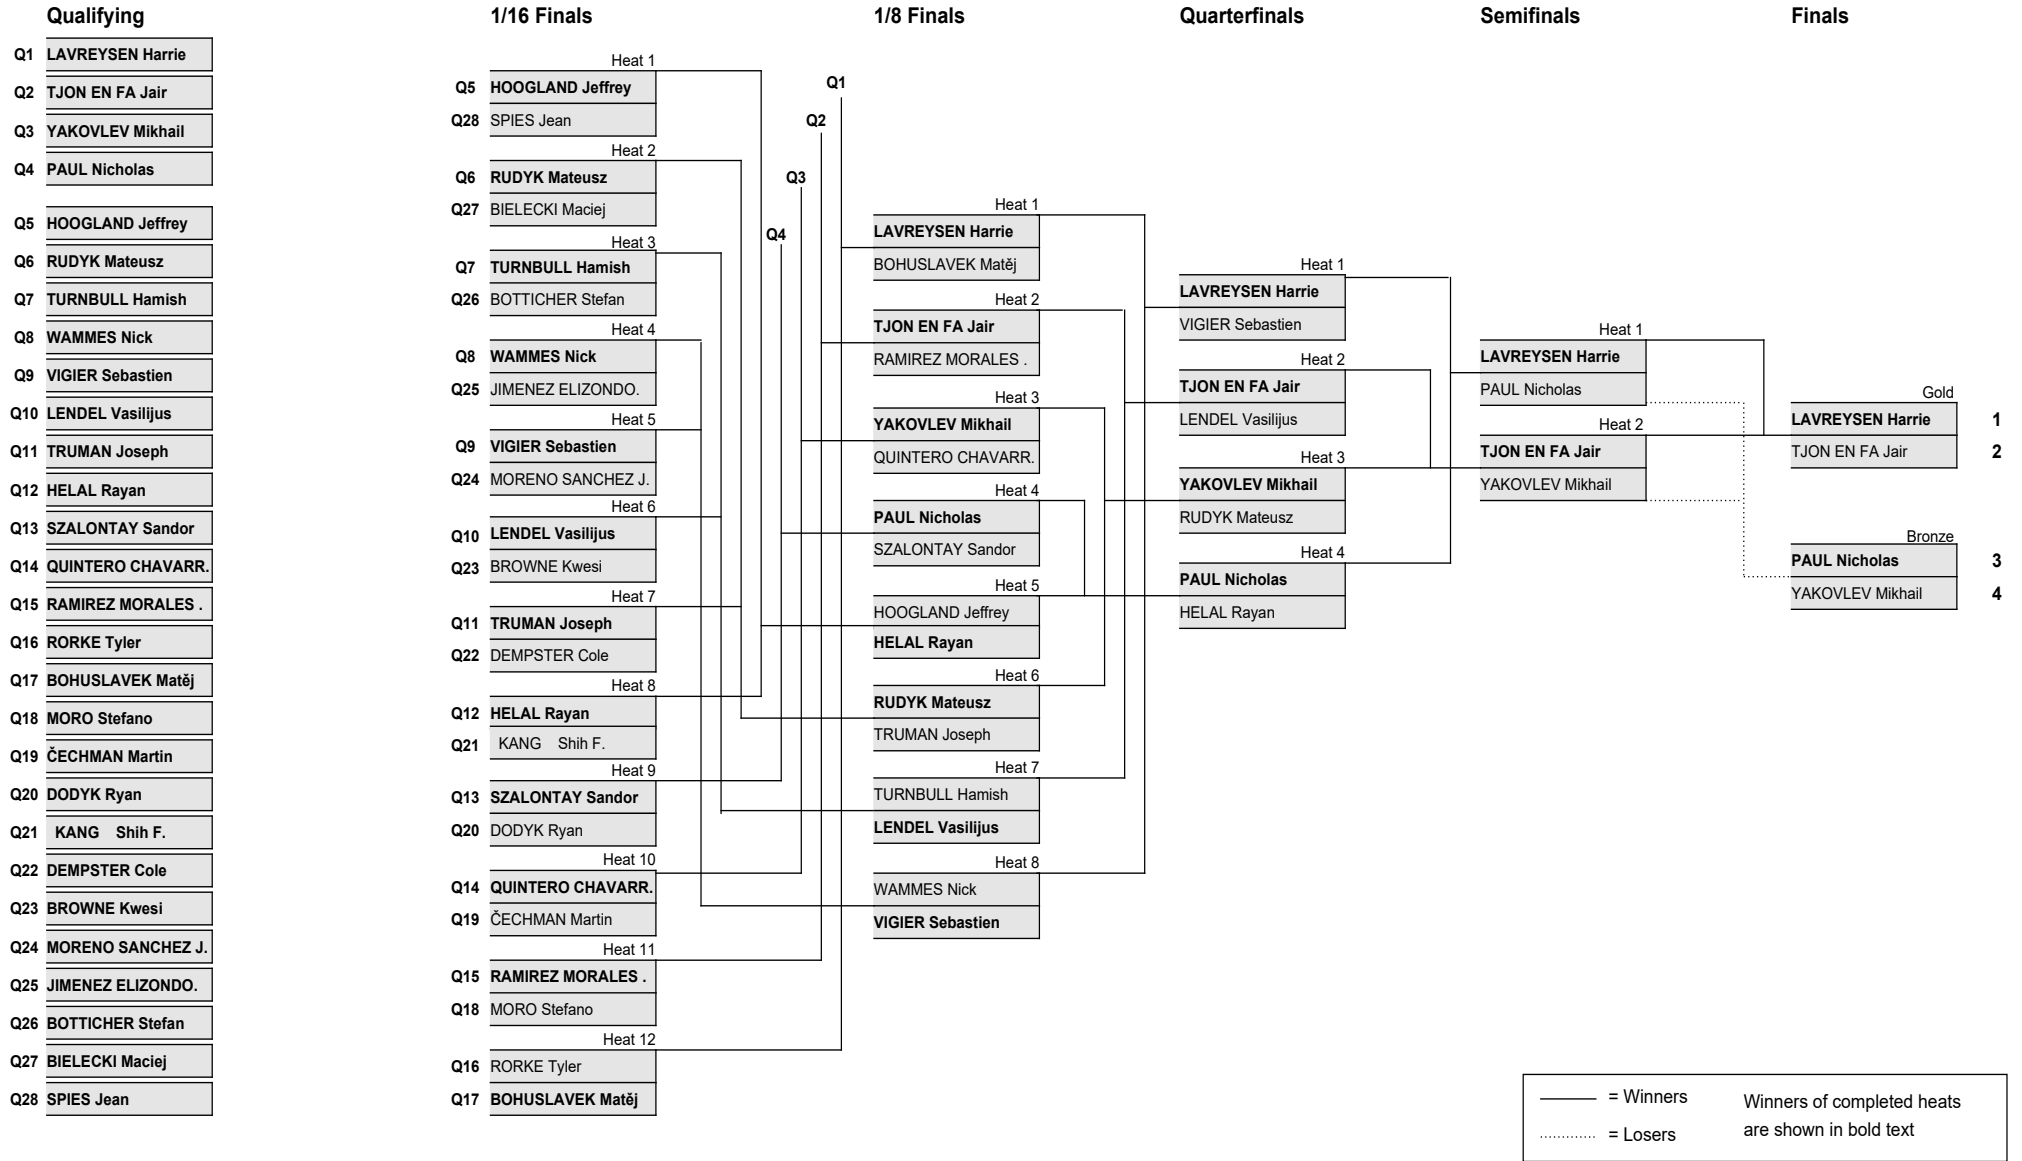 Qualifying
Q1 LAVREYSEN Harrie
Q2 TJON EN FA Jair
Q3 YAKOVLEV Mikhail
Q4 PAUL Nicholas
Q5 HOOGLAND Jeffrey
Q6 RUDYK Mateusz
Q7 TURNBULL Hamish
Q8 WAMMES Nick
Q9 VIGIER Sebastien
Q10 LENDEL Vasilijus
Q11 TRUMAN Joseph
Q12 HELAL Rayan
Q13 SZALONTAY Sandor
Q14 QUINTERO CHAVARR.
Q15 RAMIREZ MORALES .
Q16 RORKE Tyler
Q17 BOHUSLAVEK Matěj
Q18 MORO Stefano
Q19 ČECHMAN Martin
Q20 DODYK Ryan
Q21 KANG Shih F.
Q22 DEMPSTER Cole
Q23 BROWNE Kwesi
Q24 MORENO SANCHEZ J.
Q25 JIMENEZ ELIZONDO.
Q26 BOTTICHER Stefan
Q27 BIELECKI Maciej
Q28 SPIES Jean
1/16 Finals
Heat 1
Q5 HOOGLAND Jeffrey
Q28 SPIES Jean
Heat 2
Q6 RUDYK Mateusz
Q27 BIELECKI Maciej
Heat 3
Q7 TURNBULL Hamish
Q26 BOTTICHER Stefan
Heat 4
Q8 WAMMES Nick
Q25 JIMENEZ ELIZONDO.
Heat 5
Q9 VIGIER Sebastien
Q24 MORENO SANCHEZ J.
Heat 6
Q10 LENDEL Vasilijus
Q23 BROWNE Kwesi
Heat 7
Q11 TRUMAN Joseph
Q22 DEMPSTER Cole
Heat 8
Q12 HELAL Rayan
Q21 KANG Shih F.
Heat 9
Q13 SZALONTAY Sandor
Q20 DODYK Ryan
Heat 10
Q14 QUINTERO CHAVARR.
Q19 ČECHMAN Martin
Heat 11
Q15 RAMIREZ MORALES .
Q18 MORO Stefano
Heat 12
Q16 RORKE Tyler
Q17 BOHUSLAVEK Matěj
Q1
Q2
Q3
Q4
1/8 Finals
Heat 1
LAVREYSEN Harrie
BOHUSLAVEK Matěj
Heat 2
TJON EN FA Jair
RAMIREZ MORALES .
Heat 3
YAKOVLEV Mikhail
QUINTERO CHAVARR.
Heat 4
PAUL Nicholas
SZALONTAY Sandor
Heat 5
HOOGLAND Jeffrey
HELAL Rayan
Heat 6
RUDYK Mateusz
TRUMAN Joseph
Heat 7
TURNBULL Hamish
LENDEL Vasilijus
Heat 8
WAMMES Nick
VIGIER Sebastien
Quarterfinals
Heat 1
LAVREYSEN Harrie
VIGIER Sebastien
Heat 2
TJON EN FA Jair
LENDEL Vasilijus
Heat 3
YAKOVLEV Mikhail
RUDYK Mateusz
Heat 4
PAUL Nicholas
HELAL Rayan
Semifinals
Heat 1
LAVREYSEN Harrie
PAUL Nicholas
Heat 2
TJON EN FA Jair
YAKOVLEV Mikhail
Finals
Gold
LAVREYSEN Harrie 1
TJON EN FA Jair 2
Bronze
PAUL Nicholas 3
YAKOVLEV Mikhail 4
= Winners
= Losers
Winners of completed heats
are shown in bold text